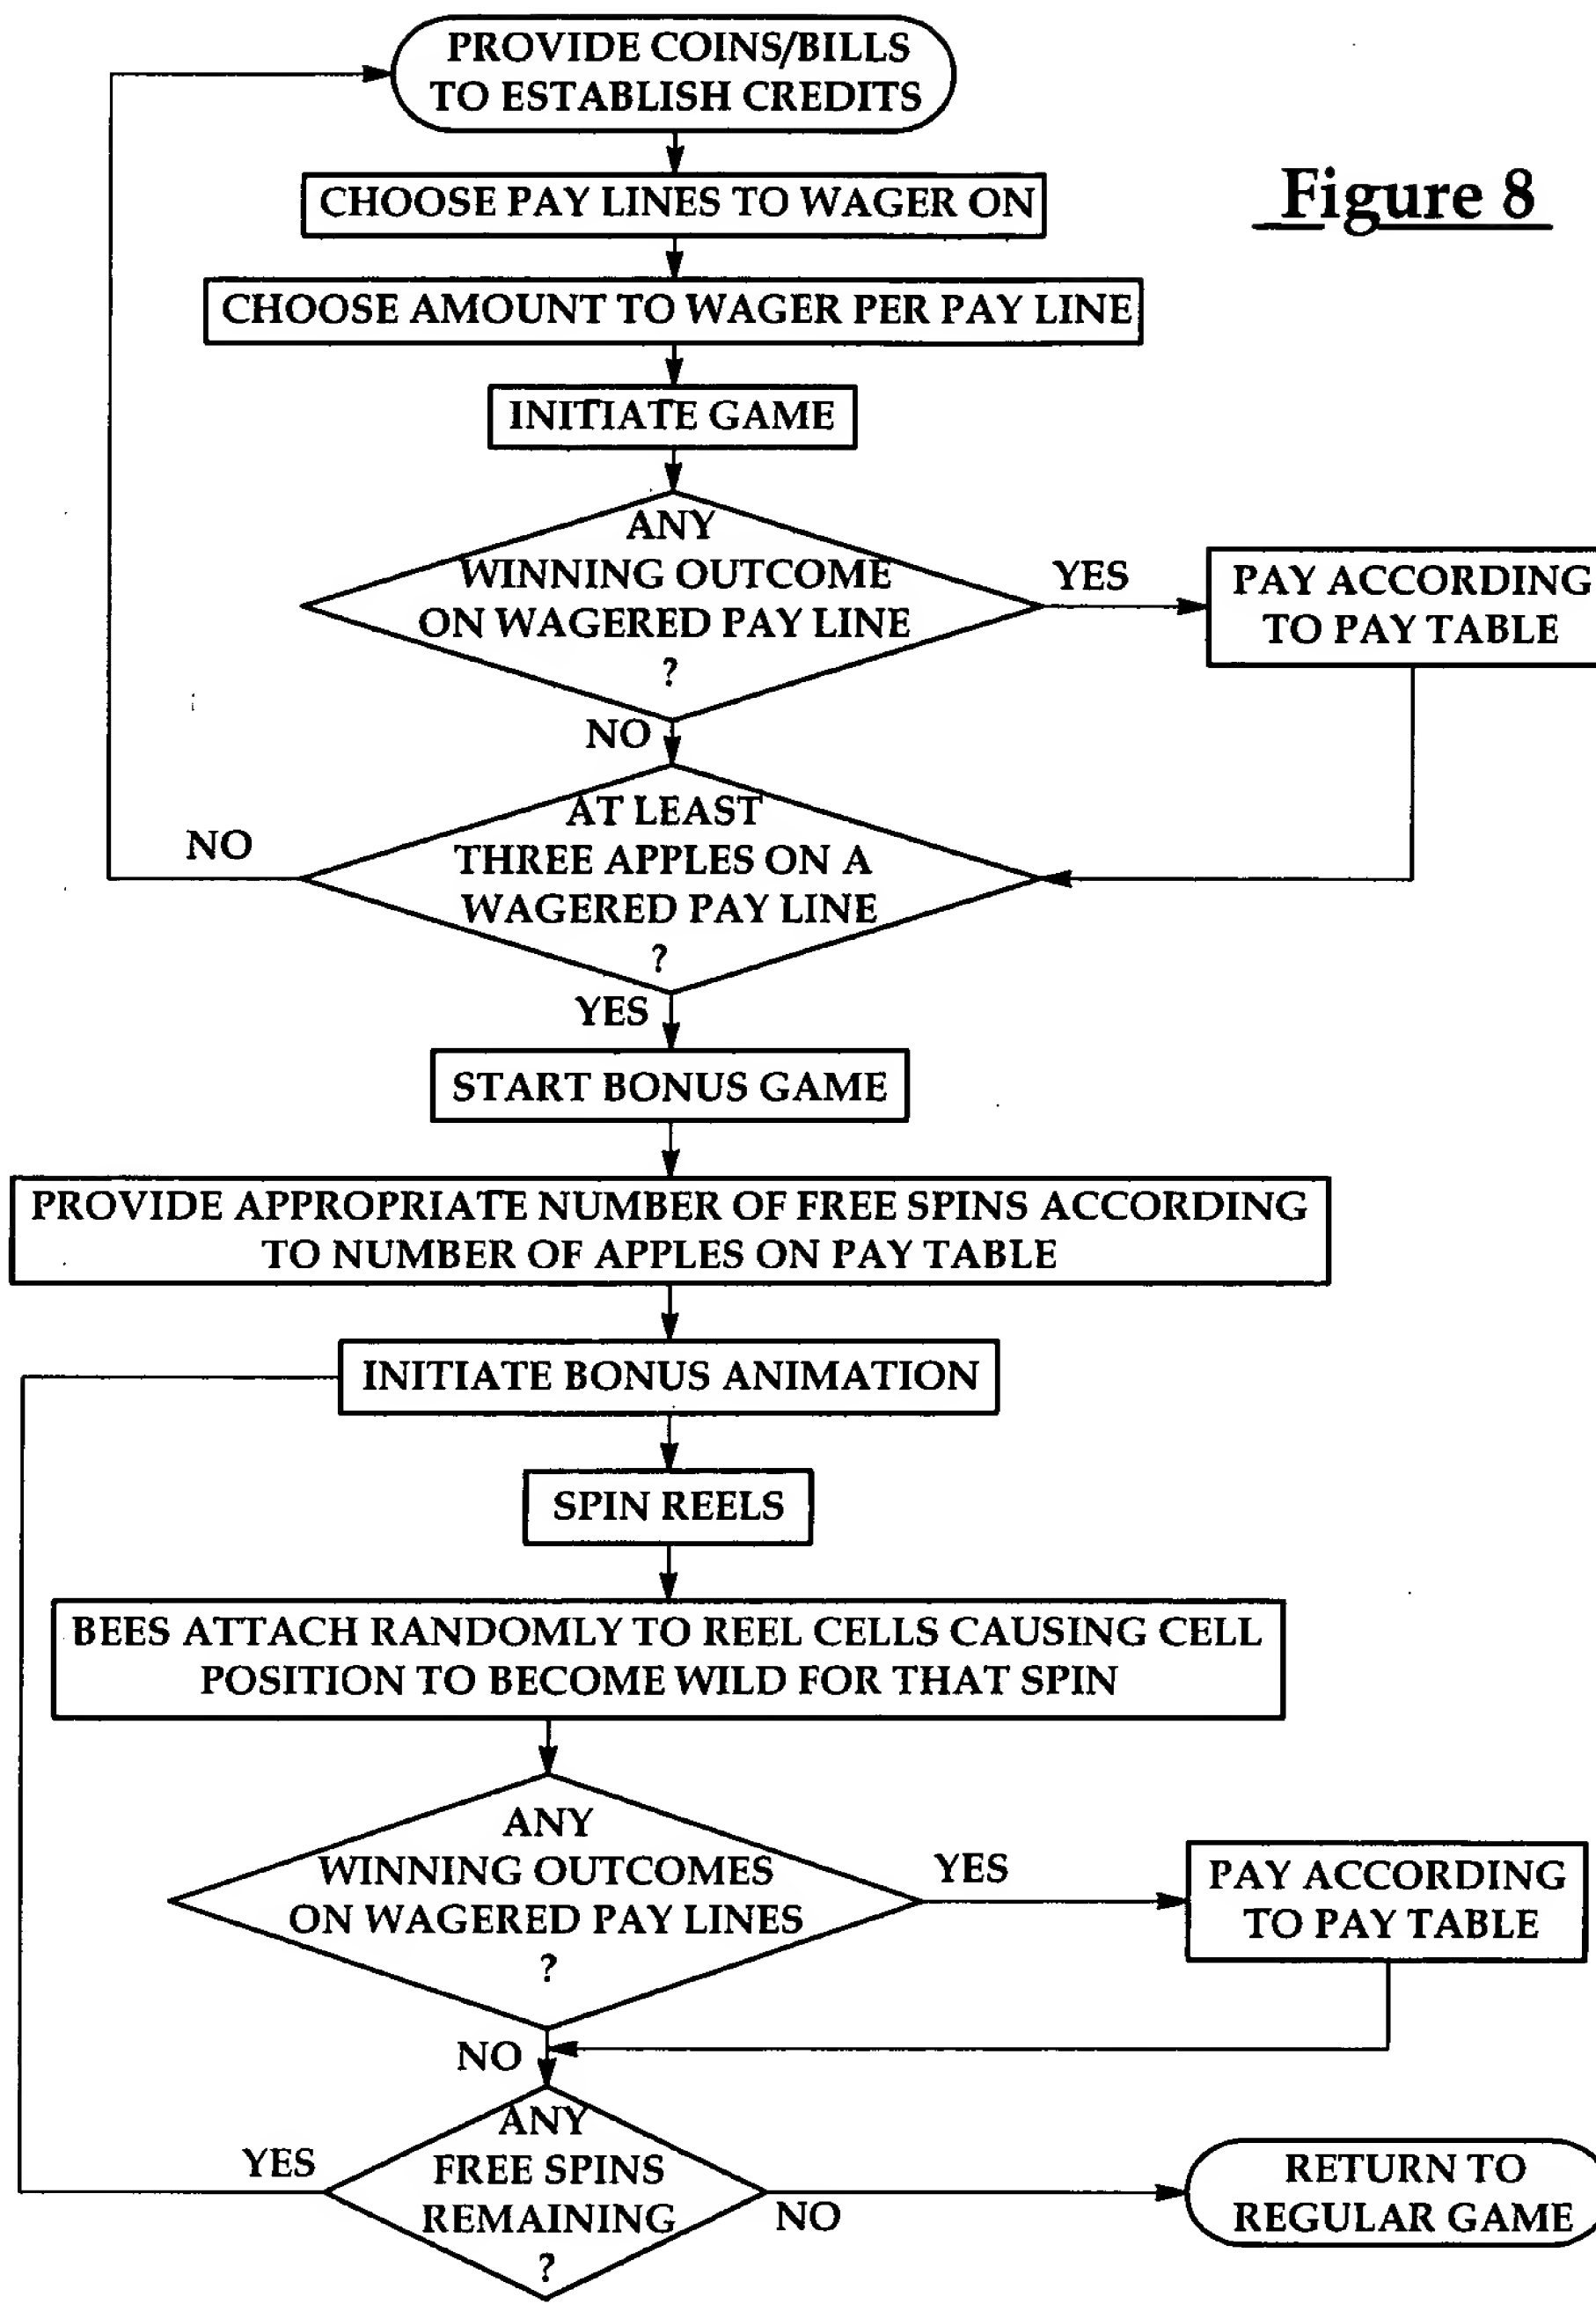 PROVIDE COINS/BILLS
TO ESTABLISH CREDITS
Figure 8
CHOOSE PAY LINES TO WAGER ON
CHOOSE AMOUNT TO WAGER PER PAY LINE
INITIATE GAME
ANY
WINNING OUTCOME
ON WAGERED PAY LINE
?
YES
PAY ACCORDING
TO PAY TABLE
NO
AT LEAST
THREE APPLES ON A
WAGERED PAY LINE
?
NO
YES
START BONUS GAME
PROVIDE APPROPRIATE NUMBER OF FREE SPINS ACCORDING
TO NUMBER OF APPLES ON PAY TABLE
INITIATE BONUS ANIMATION
SPIN REELS
BEES ATTACH RANDOMLY TO REEL CELLS CAUSING CELL
POSITION TO BECOME WILD FOR THAT SPIN
ANY
WINNING OUTCOMES
ON WAGERED PAY LINES
?
YES
PAY ACCORDING
TO PAY TABLE
NO
ANY
FREE SPINS
REMAINING
?
YES
NO
RETURN TO
REGULAR GAME